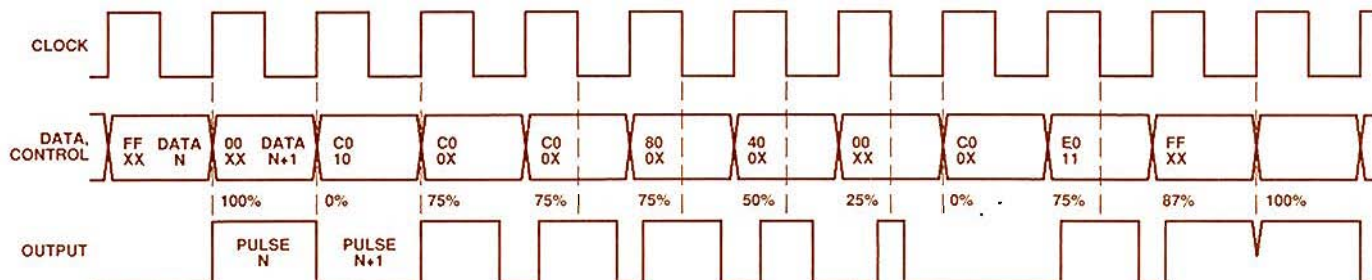 CLOCK
DATA,
CONTROL
FF DATA
XX N
00 DATA
XX N+1
C0
10
C0
0X
C0
0X
80
0X
40
0X
00
XX
C0
0X
E0
11
FF
XX
100% 0% 75% 75% 75% 50% 25% 0% 75% 87% 100%
OUTPUT
PULSE
N
PULSE
N+1